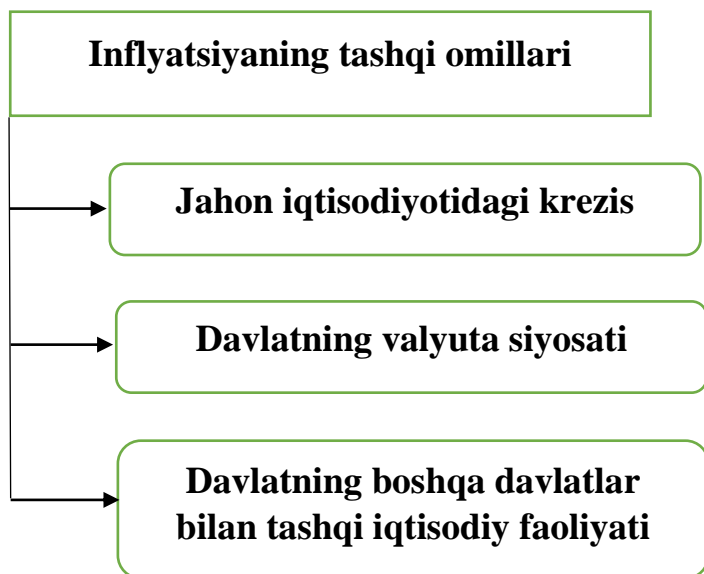 Inflyatsiyaning tashqi omillari
Jahon iqtisodiyotidagi krezis
Davlatning valyuta siyosati
Davlatning boshqa davlatlar
bilan tashqi iqtisodiy faoliyati